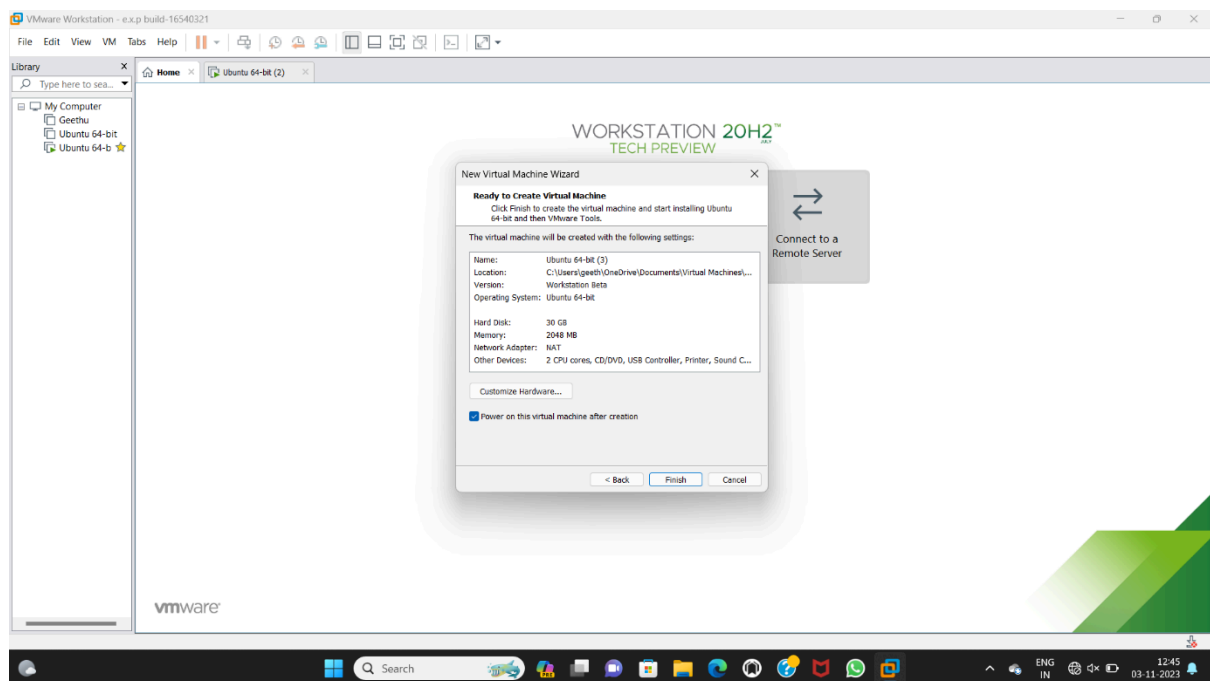 VMware Workstation - e.x.p build-16540321
File Edit View VM Tabs Help
Library X
Type here to sea...
My Computer
Geethu
Ubuntu 64-bit
Ubuntu 64-b
Home
Ubuntu 64-bit (2)
WORKSTATION 20H2™
TECH PREVIEW
JULY
Connect to a
Remote Server
New Virtual Machine Wizard
Ready to Create Virtual Machine
Click Finish to create the virtual machine and start installing Ubuntu
64-bit and then VMware Tools.
The virtual machine will be created with the following settings:
Name: Ubuntu 64-bit (3)
Location: C:\Users\geeth\OneDrive\Documents\Virtual Machines\...
Version: Workstation Beta
Operating System: Ubuntu 64-bit
Hard Disk: 30 GB
Memory: 2048 MB
Network Adapter: NAT
Other Devices: 2 CPU cores, CD/DVD, USB Controller, Printer, Sound C...
Customize Hardware...
Power on this virtual machine after creation
< Back Finish Cancel
vmware
Search
PRE
ENG
IN
12:45
03-11-2023